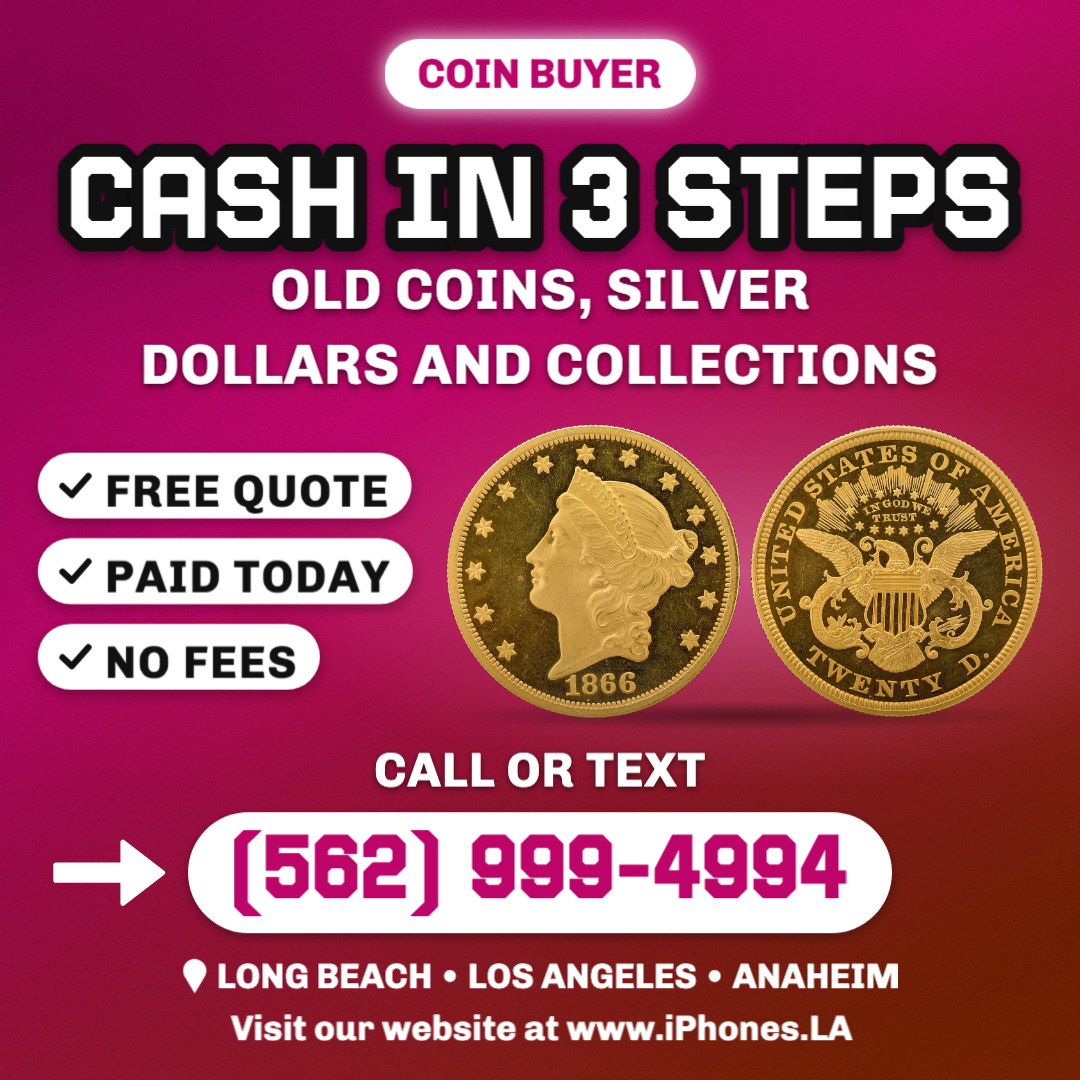 COIN BUYER
CASH IN 3 STEPS
OLD COINS, SILVER
DOLLARS AND COLLECTIONS
FREE QUOTE
PAID TODAY
NO FEES
1866
UNITED STATES OF AMERICA
IN GOD WE
TRUST
TWENTY D.
CALL OR TEXT
(562) 999-4994
LONG BEACH • LOS ANGELES • ANAHEIM
Visit our website at www.iPhones.LA